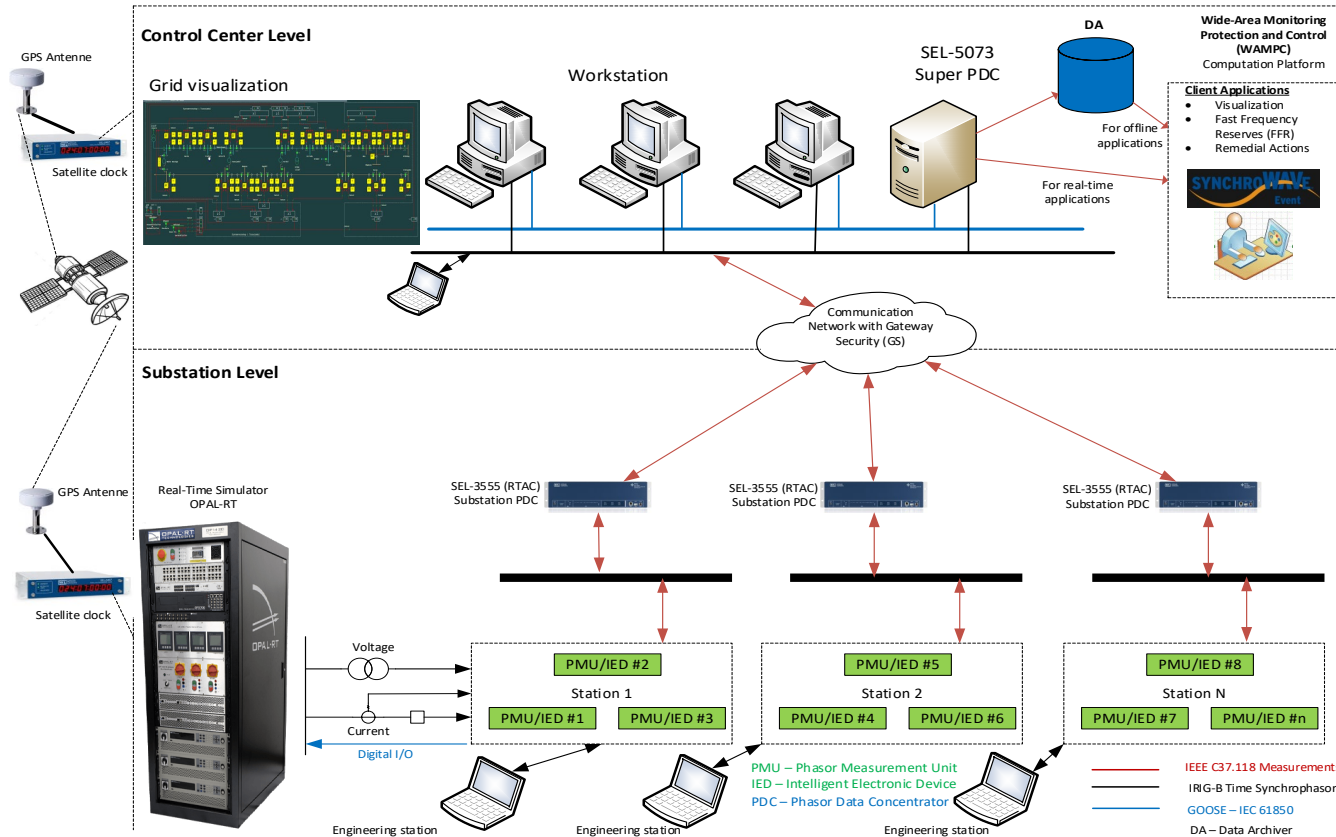 Control Center Level
GPS Antenne
Satellite clock
Grid visualization
Workstation
SEL-5073
Super PDC
DA
For offline
applications
For real-time
applications
Wide-Area Monitoring
Protection and Control
(WAMPC)
Computation Platform
Client Applications
• Visualization
• Fast Frequency
Reserves (FFR)
• Remedial Actions
SYNCHROWAVe
Event
Communication
Network with Gateway
Security (GS)
Substation Level
GPS Antenne
Satellite clock
Real-Time Simulator
OPAL-RT
OPAL-RT
TECHNOLOGIES
OPAL-RT
SEL-3555 (RTAC)
Substation PDC
SEL-3555 (RTAC)
Substation PDC
SEL-3555 (RTAC)
Substation PDC
Voltage
Current
Digital I/O
PMU/IED #2
Station 1
PMU/IED #1
PMU/IED #3
PMU/IED #5
Station 2
PMU/IED #4
PMU/IED #6
PMU/IED #8
Station N
PMU/IED #7
PMU/IED #n
Engineering station
Engineering station
Engineering station
PMU – Phasor Measurement Unit
IED – Intelligent Electronic Device
PDC – Phasor Data Concentrator
IEEE C37.118 Measurement
IRIG-B Time Synchrophasor
GOOSE – IEC 61850
DA – Data Archiver